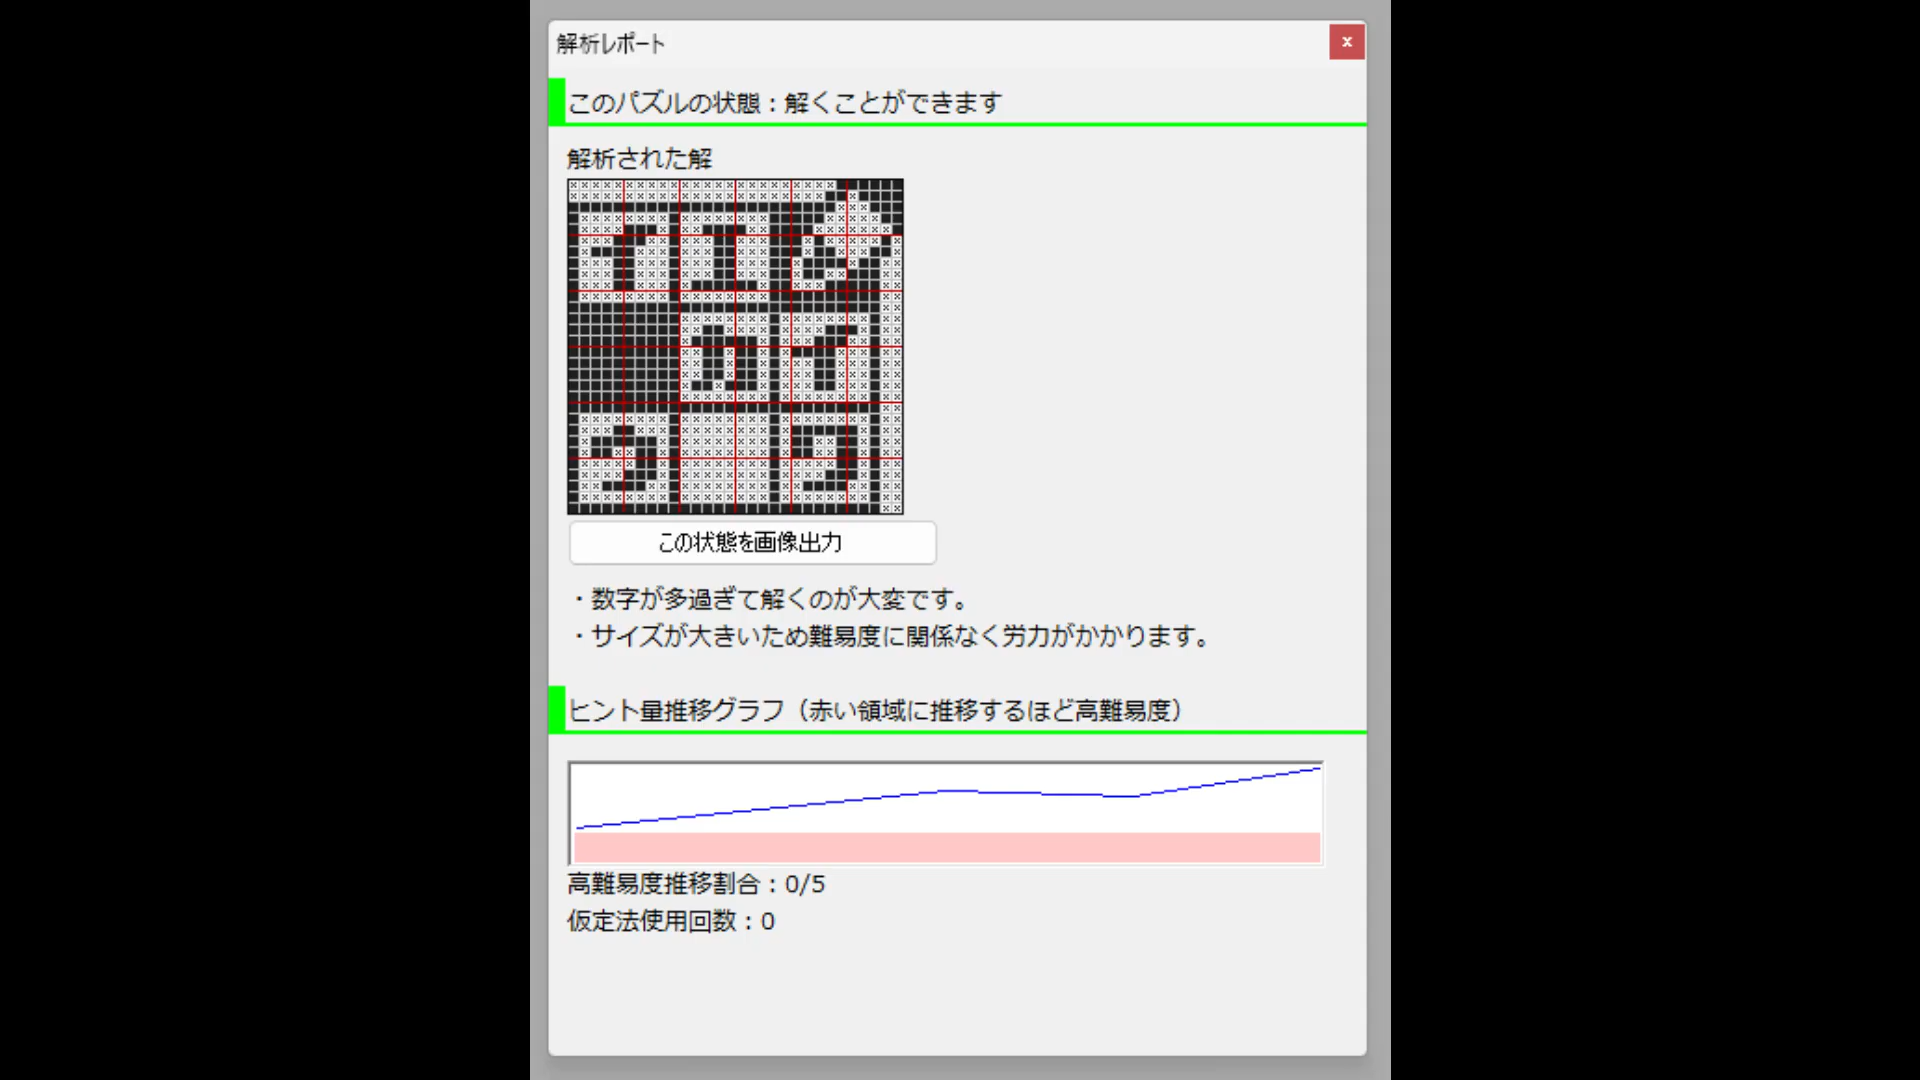 解析レポート
x
このパズルの状態：解くことができます
解析された解
この状態を画像出力
・数字が多過ぎて解くのが大変です。
・サイズが大きいため難易度に関係なく労力がかかります。
ヒント量推移グラフ（赤い領域に推移するほど高難易度）
高難易度推移割合：0/5
仮定法使用回数：0